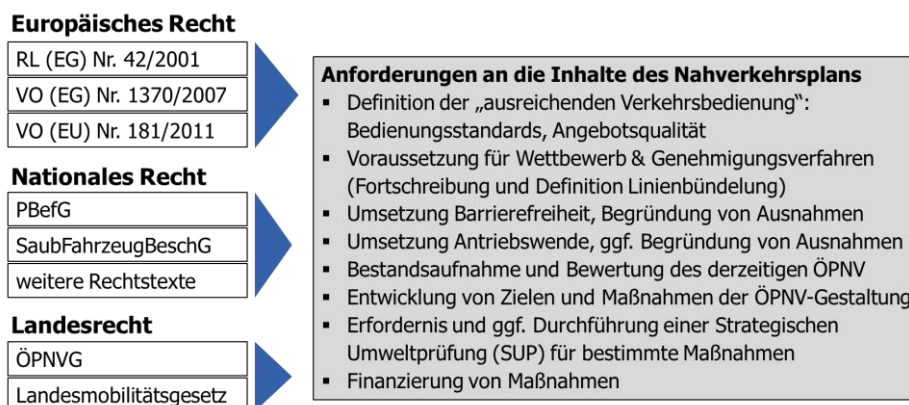 Europäisches Recht
RL (EG) Nr. 42/2001
VO (EG) Nr. 1370/2007
VO (EU) Nr. 181/2011
Nationales Recht
PBefG
SaubFahrzeugBeschG
weitere Rechtstexte
Landesrecht
ÖPNVG
Landesmobilitätsgesetz
Anforderungen an die Inhalte des Nahverkehrsplans
▪ Definition der „ausreichenden Verkehrsbedienung“:
Bedienungsstandards, Angebotsqualität
▪ Voraussetzung für Wettbewerb & Genehmigungsverfahren
(Fortschreibung und Definition Linienbündelung)
▪ Umsetzung Barrierefreiheit, Begründung von Ausnahmen
▪ Umsetzung Antriebswende, ggf. Begründung von Ausnahmen
▪ Bestandsaufnahme und Bewertung des derzeitigen ÖPNV
▪ Entwicklung von Zielen und Maßnahmen der ÖPNV-Gestaltung
▪ Erfordernis und ggf. Durchführung einer Strategischen
Umweltprüfung (SUP) für bestimmte Maßnahmen
▪ Finanzierung von Maßnahmen